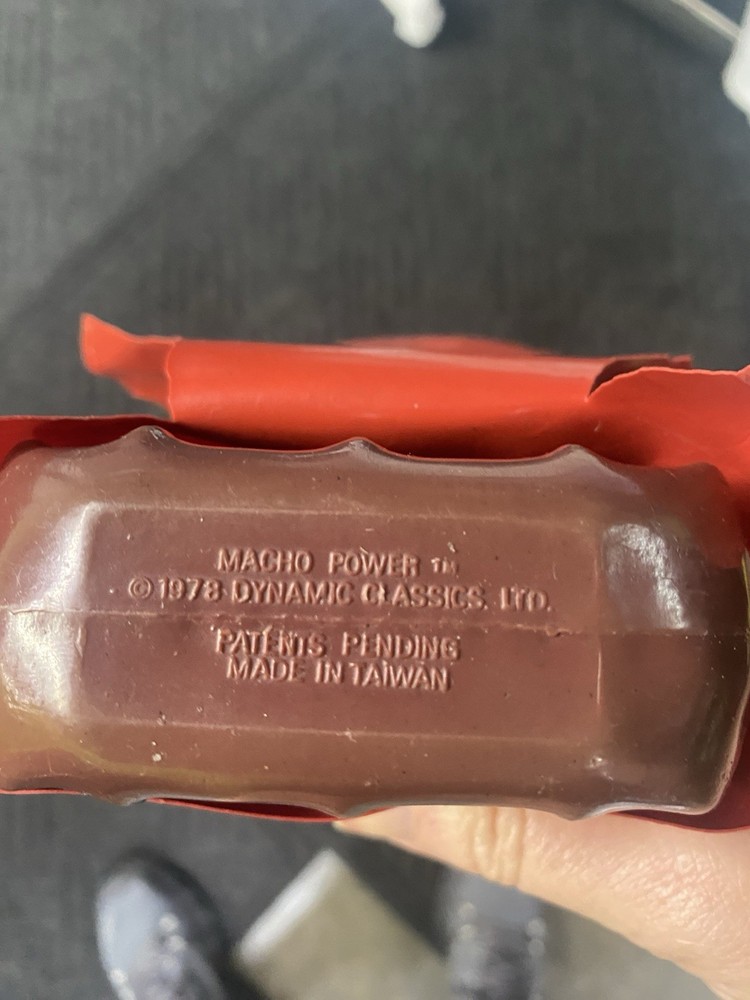 MACHO POWER ™
© 1978 DYNAMIC CLASSICS LTD.
PATENTS PENDING
MADE IN TAIWAN